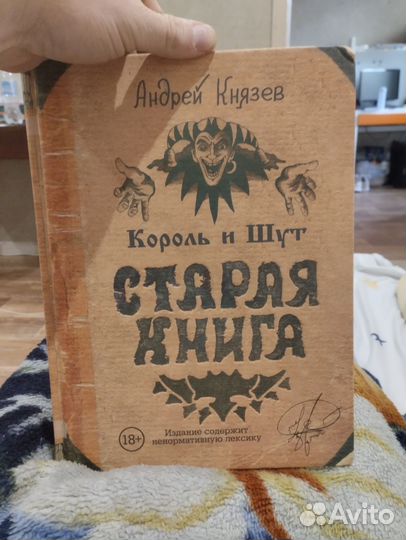 Андрей Князев
Король и Шут
СТАРАЯ
КНИГА
18+
Издание содержит
ненормативную лексику
Avito